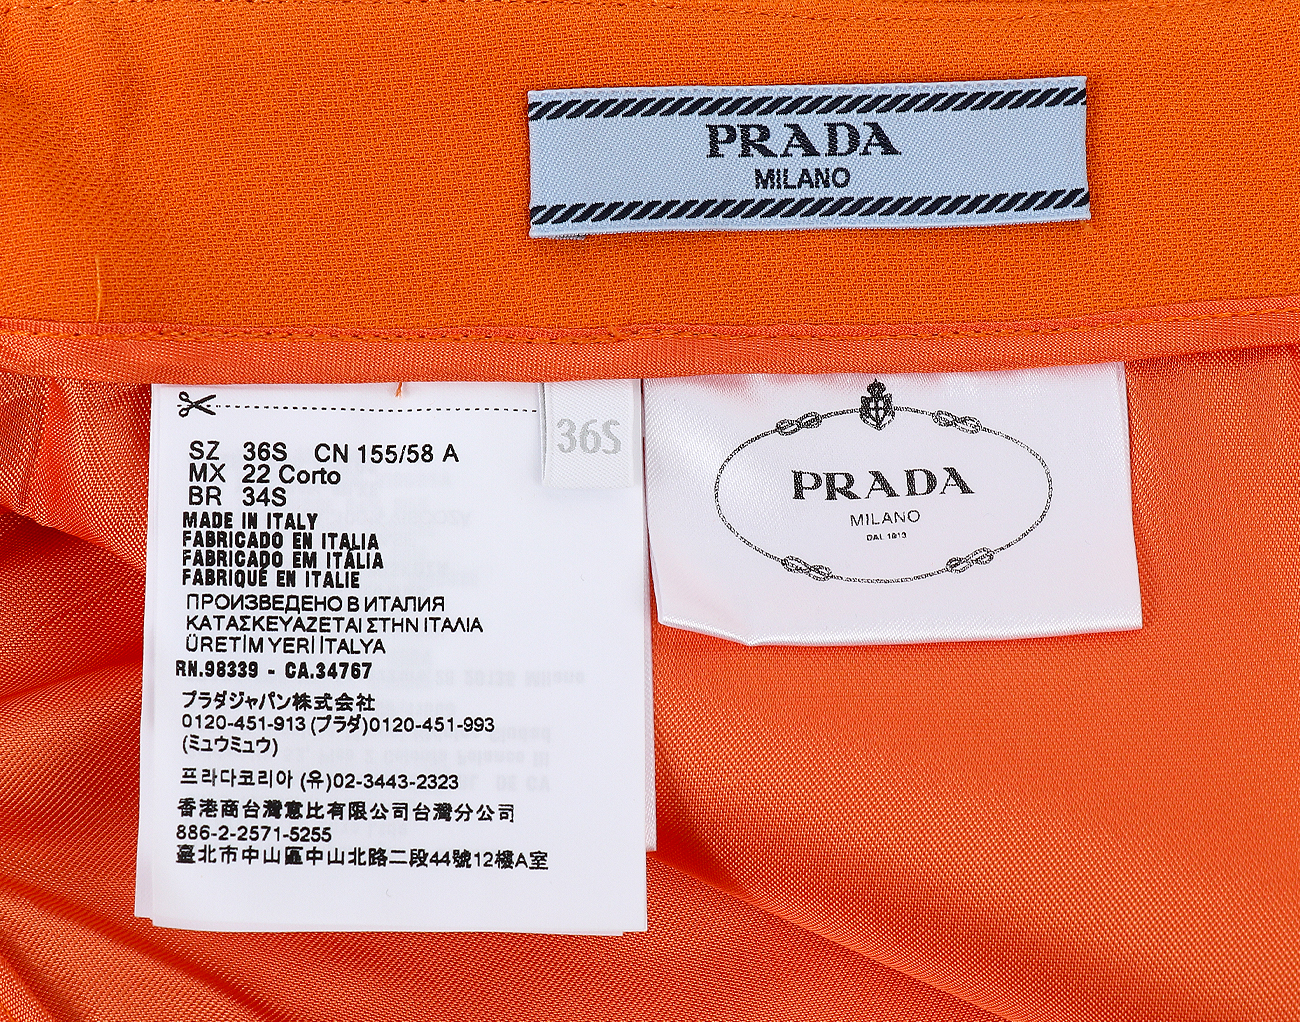 PRADA
MILANO
36S
SZ 36S CN 155/58 A
MX 22 Corto
BR 34S
MADE IN ITALY
FABRICADO EN ITALIA
FABRICADO EM ITÁLIA
FABRIQUÉ EN ITALIE
ПРОИЗВЕДЕНО В ИТАЛИЯ
ΚΑΤΑΣΚΕΥΑΖΕΤΑΙ ΣΤΗΝ ΙΤΑΛΙΑ
ÜRETİM YERİ İTALYA
RN.98339 - CA.34767
プラダジャパン株式会社
0120-451-913 (プラダ)0120-451-993
(ミュウミュウ)
프라다코리아 (유)02-3443-2323
香港商台灣意比有限公司台灣分公司
886-2-2571-5255
臺北市中山區中山北路二段44號12樓A室
PRADA
MILANO
DAL 1913